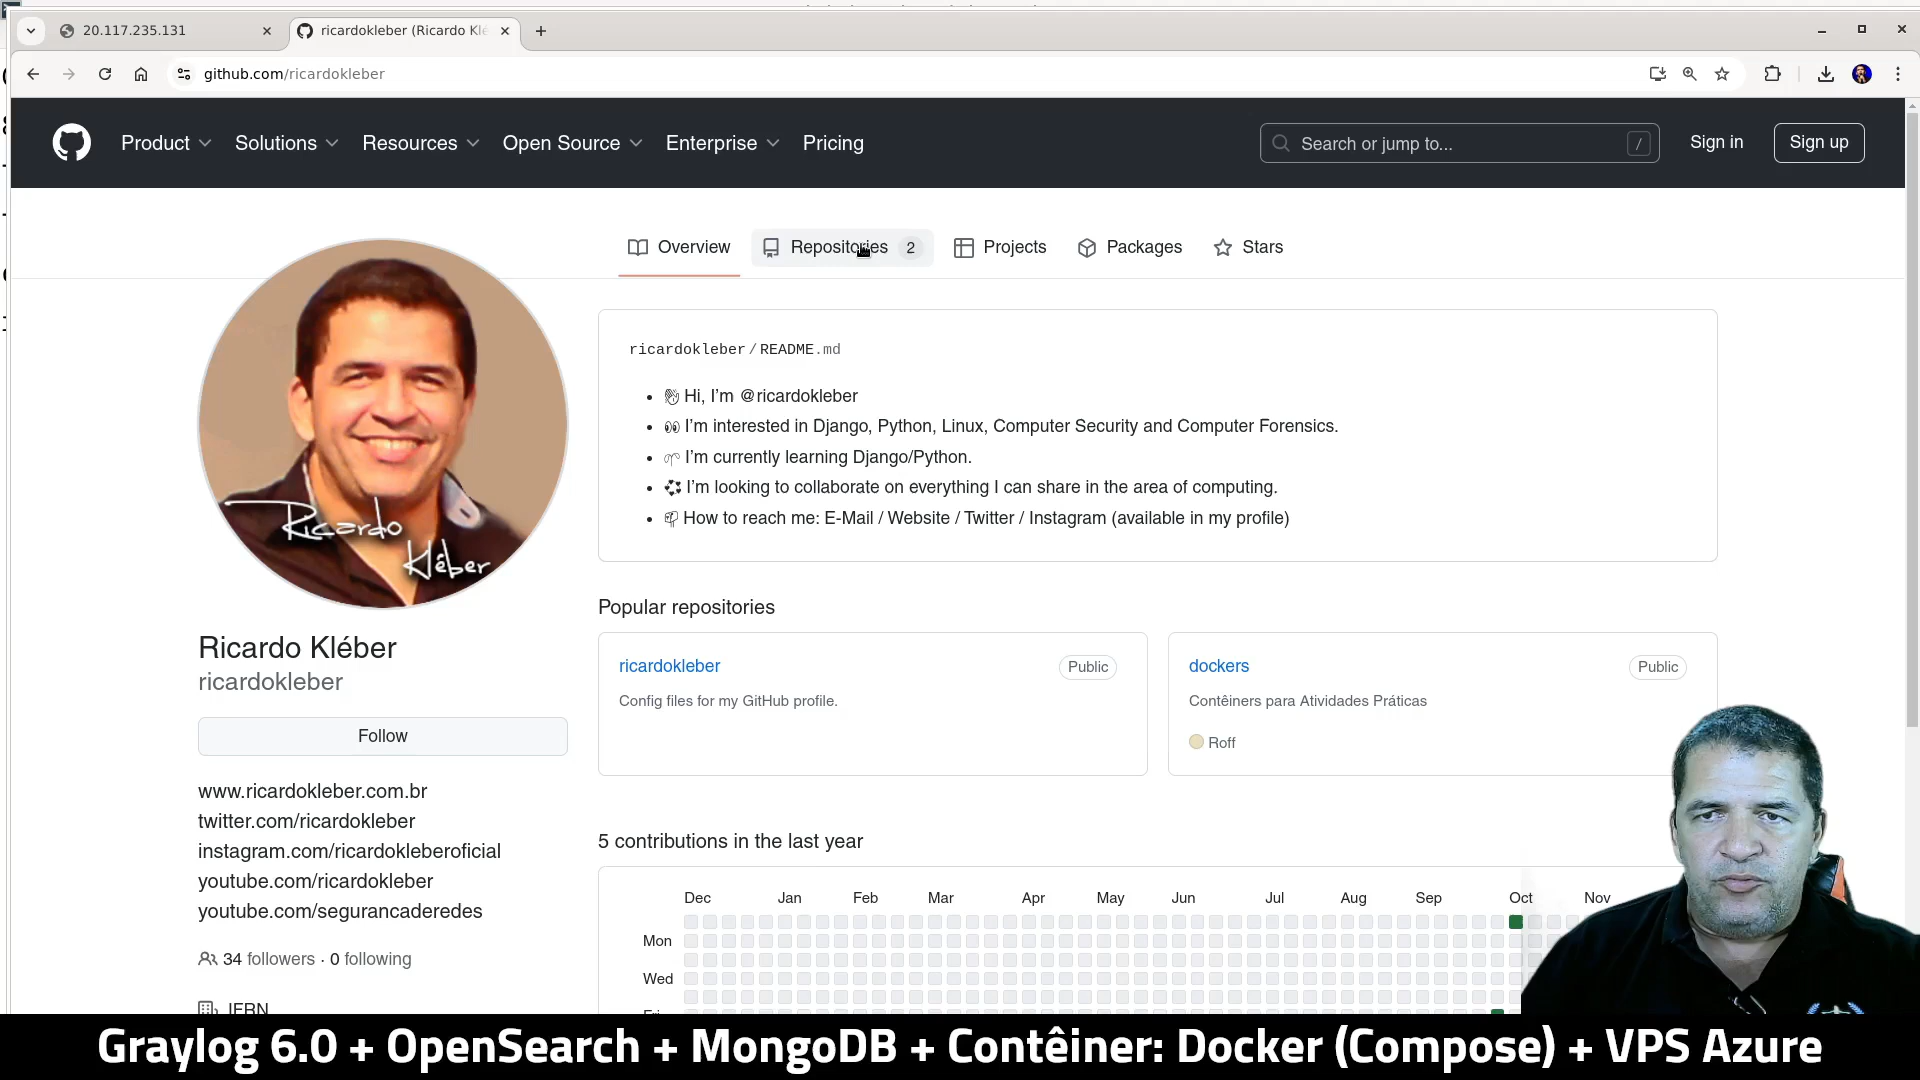 20.117.235.131
ricardokleber (Ricardo Klé
github.com/ricardokleber
Product
Solutions
Resources
Open Source
Enterprise
Pricing
Search or jump to...
/
Sign in
Sign up
Overview
Repositories 2
Projects
Packages
Stars
ricardokleber/README.md
Hi, I'm @ricardokleber
I'm interested in Django, Python, Linux, Computer Security and Computer Forensics.
I'm currently learning Django/Python.
I'm looking to collaborate on everything I can share in the area of computing.
How to reach me: E-Mail / Website / Twitter / Instagram (available in my profile)
Ricardo
Kléber
Ricardo Kléber
ricardokleber
Follow
www.ricardokleber.com.br
twitter.com/ricardokleber
instagram.com/ricardokleberoficial
youtube.com/ricardokleber
youtube.com/segurancaderedes
34 followers · 0 following
IFRN
Popular repositories
ricardokleber
Public
Config files for my GitHub profile.
dockers
Public
Contêiners para Atividades Práticas
Roff
5 contributions in the last year
Dec Jan Feb Mar Apr May Jun Jul Aug Sep Oct Nov
Mon
Wed
Fri
Graylog 6.0 + OpenSearch + MongoDB + Contêiner: Docker (Compose) + VPS Azure